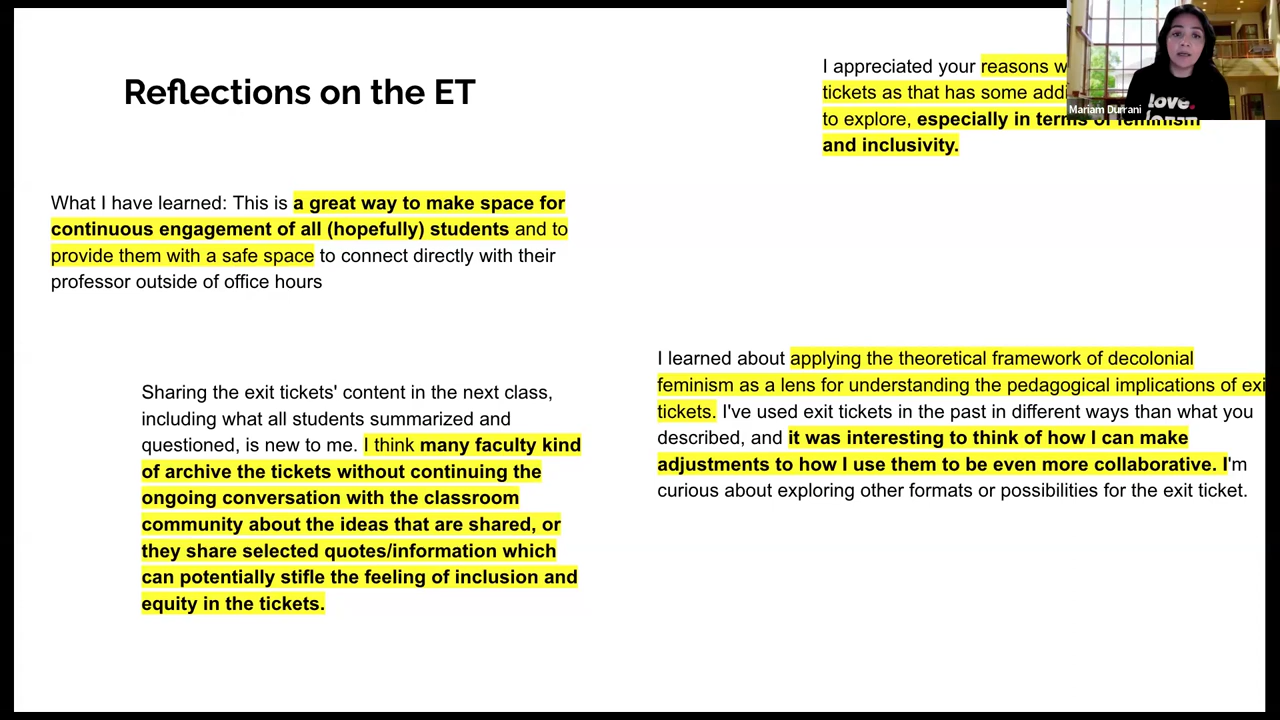 Reflections on the ET
I appreciated your reasons
tickets as that has some
to explore, especially in terms of feminism
and inclusivity.
Mariam Durrani
love.
What I have learned: This is a great way to make space for
continuous engagement of all (hopefully) students and to
provide them with a safe space to connect directly with their
professor outside of office hours
Sharing the exit tickets' content in the next class,
including what all students summarized and
questioned, is new to me. I think many faculty kind
of archive the tickets without continuing the
ongoing conversation with the classroom
community about the ideas that are shared, or
they share selected quotes/information which
can potentially stifle the feeling of inclusion and
equity in the tickets.
I learned about applying the theoretical framework of decolonial
feminism as a lens for understanding the pedagogical implications of exi
tickets. I've used exit tickets in the past in different ways than what you
described, and it was interesting to think of how I can make
adjustments to how I use them to be even more collaborative. I'm
curious about exploring other formats or possibilities for the exit ticket.